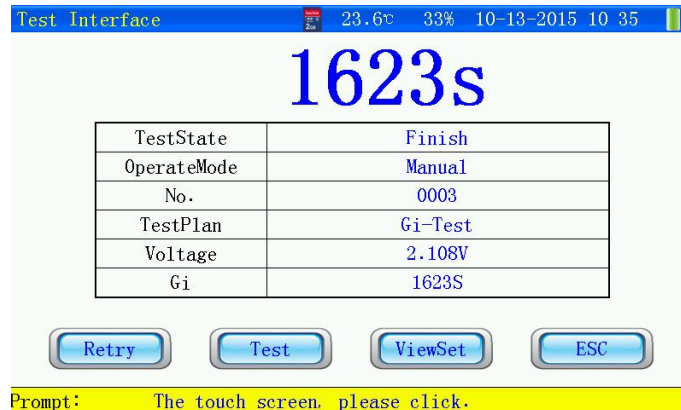 Test Interface 23.6℃ 33% 10-13-2015 10 35
1623s
TestState Finish
OperateMode Manual
No. 0003
TestPlan Gi-Test
Voltage 2.108V
Gi 1623S
Retry Test ViewSet ESC
Prompt: The touch screen, please click.